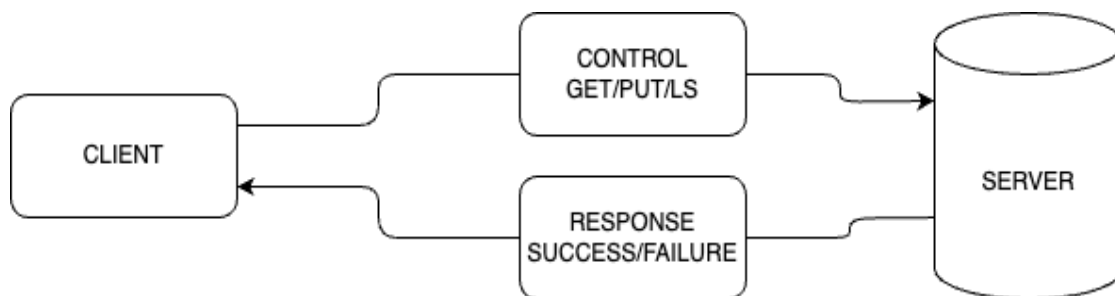 CLIENT
CONTROL
GET/PUT/LS
RESPONSE
SUCCESS/FAILURE
SERVER